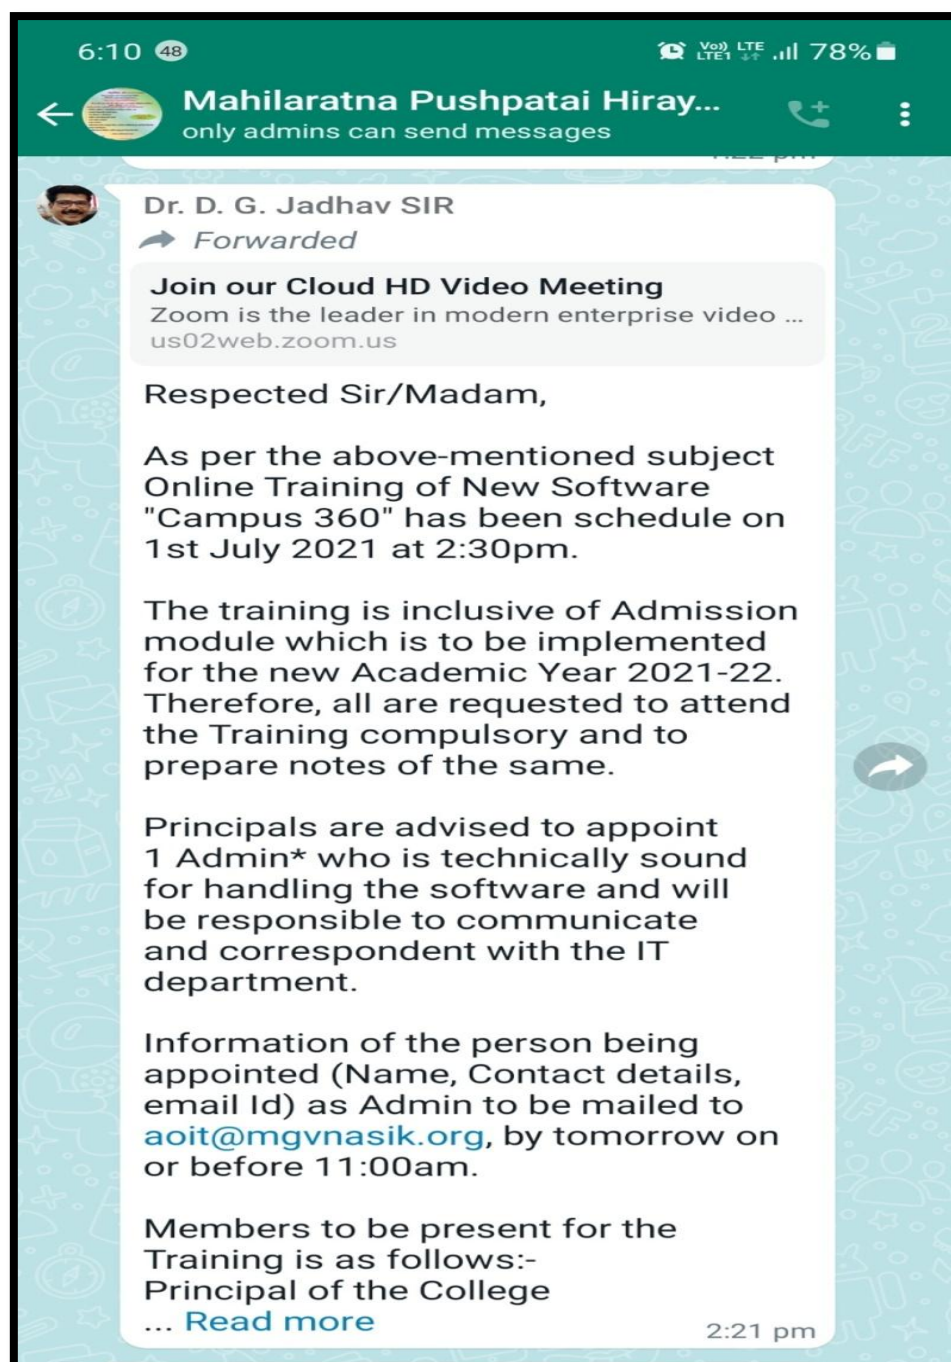 6:10 48 Vo)) LTE LTE1 78%
Mahilaratna Pushpatai Hiray...
only admins can send messages
Dr. D. G. Jadhav SIR
Forwarded
Join our Cloud HD Video Meeting
Zoom is the leader in modern enterprise video ...
us02web.zoom.us
Respected Sir/Madam,
As per the above-mentioned subject
Online Training of New Software
"Campus 360" has been schedule on
1st July 2021 at 2:30pm.
The training is inclusive of Admission
module which is to be implemented
for the new Academic Year 2021-22.
Therefore, all are requested to attend
the Training compulsory and to
prepare notes of the same.
Principals are advised to appoint
1 Admin* who is technically sound
for handling the software and will
be responsible to communicate
and correspondent with the IT
department.
Information of the person being
appointed (Name, Contact details,
email Id) as Admin to be mailed to
aoit@mgvnasik.org, by tomorrow on
or before 11:00am.
Members to be present for the
Training is as follows:-
Principal of the College
... Read more
2:21 pm